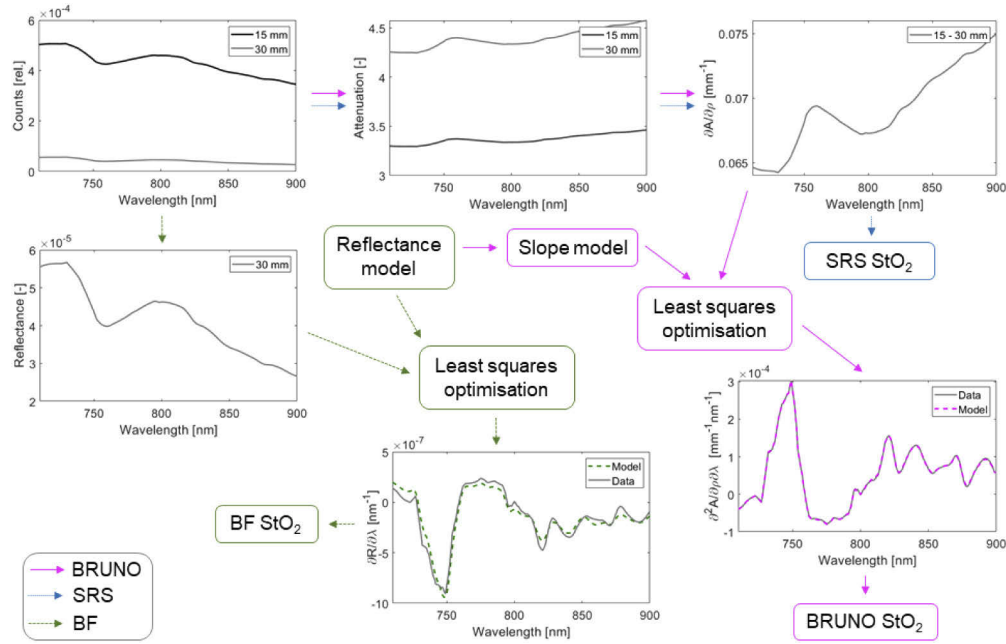 ×10⁻⁴
6
4
2
0
Counts [rel.]
15 mm
30 mm
750
800
850
900
Wavelength [nm]
4.5
4
3.5
3
Attenuation [-]
15 mm
30 mm
750
800
850
900
Wavelength [nm]
0.075
0.07
0.065
∂A/∂ρ [mm⁻¹]
15 - 30 mm
750
800
850
900
Wavelength [nm]
×10⁻⁵
6
5
4
3
2
Reflectance [-]
30 mm
750
800
850
900
Wavelength [nm]
Reflectance
model
Slope model
SRS StO₂
Least squares
optimisation
Least squares
optimisation
×10⁻⁷
5
0
-5
-10
∂R/∂λ [nm⁻¹]
Model
Data
750
800
850
900
Wavelength [nm]
BF StO₂
×10⁻⁴
3
2
1
0
-1
∂²A/∂ρ∂λ [mm⁻¹nm⁻¹]
Data
Model
750
800
850
900
Wavelength [nm]
BRUNO StO₂
BRUNO
SRS
BF